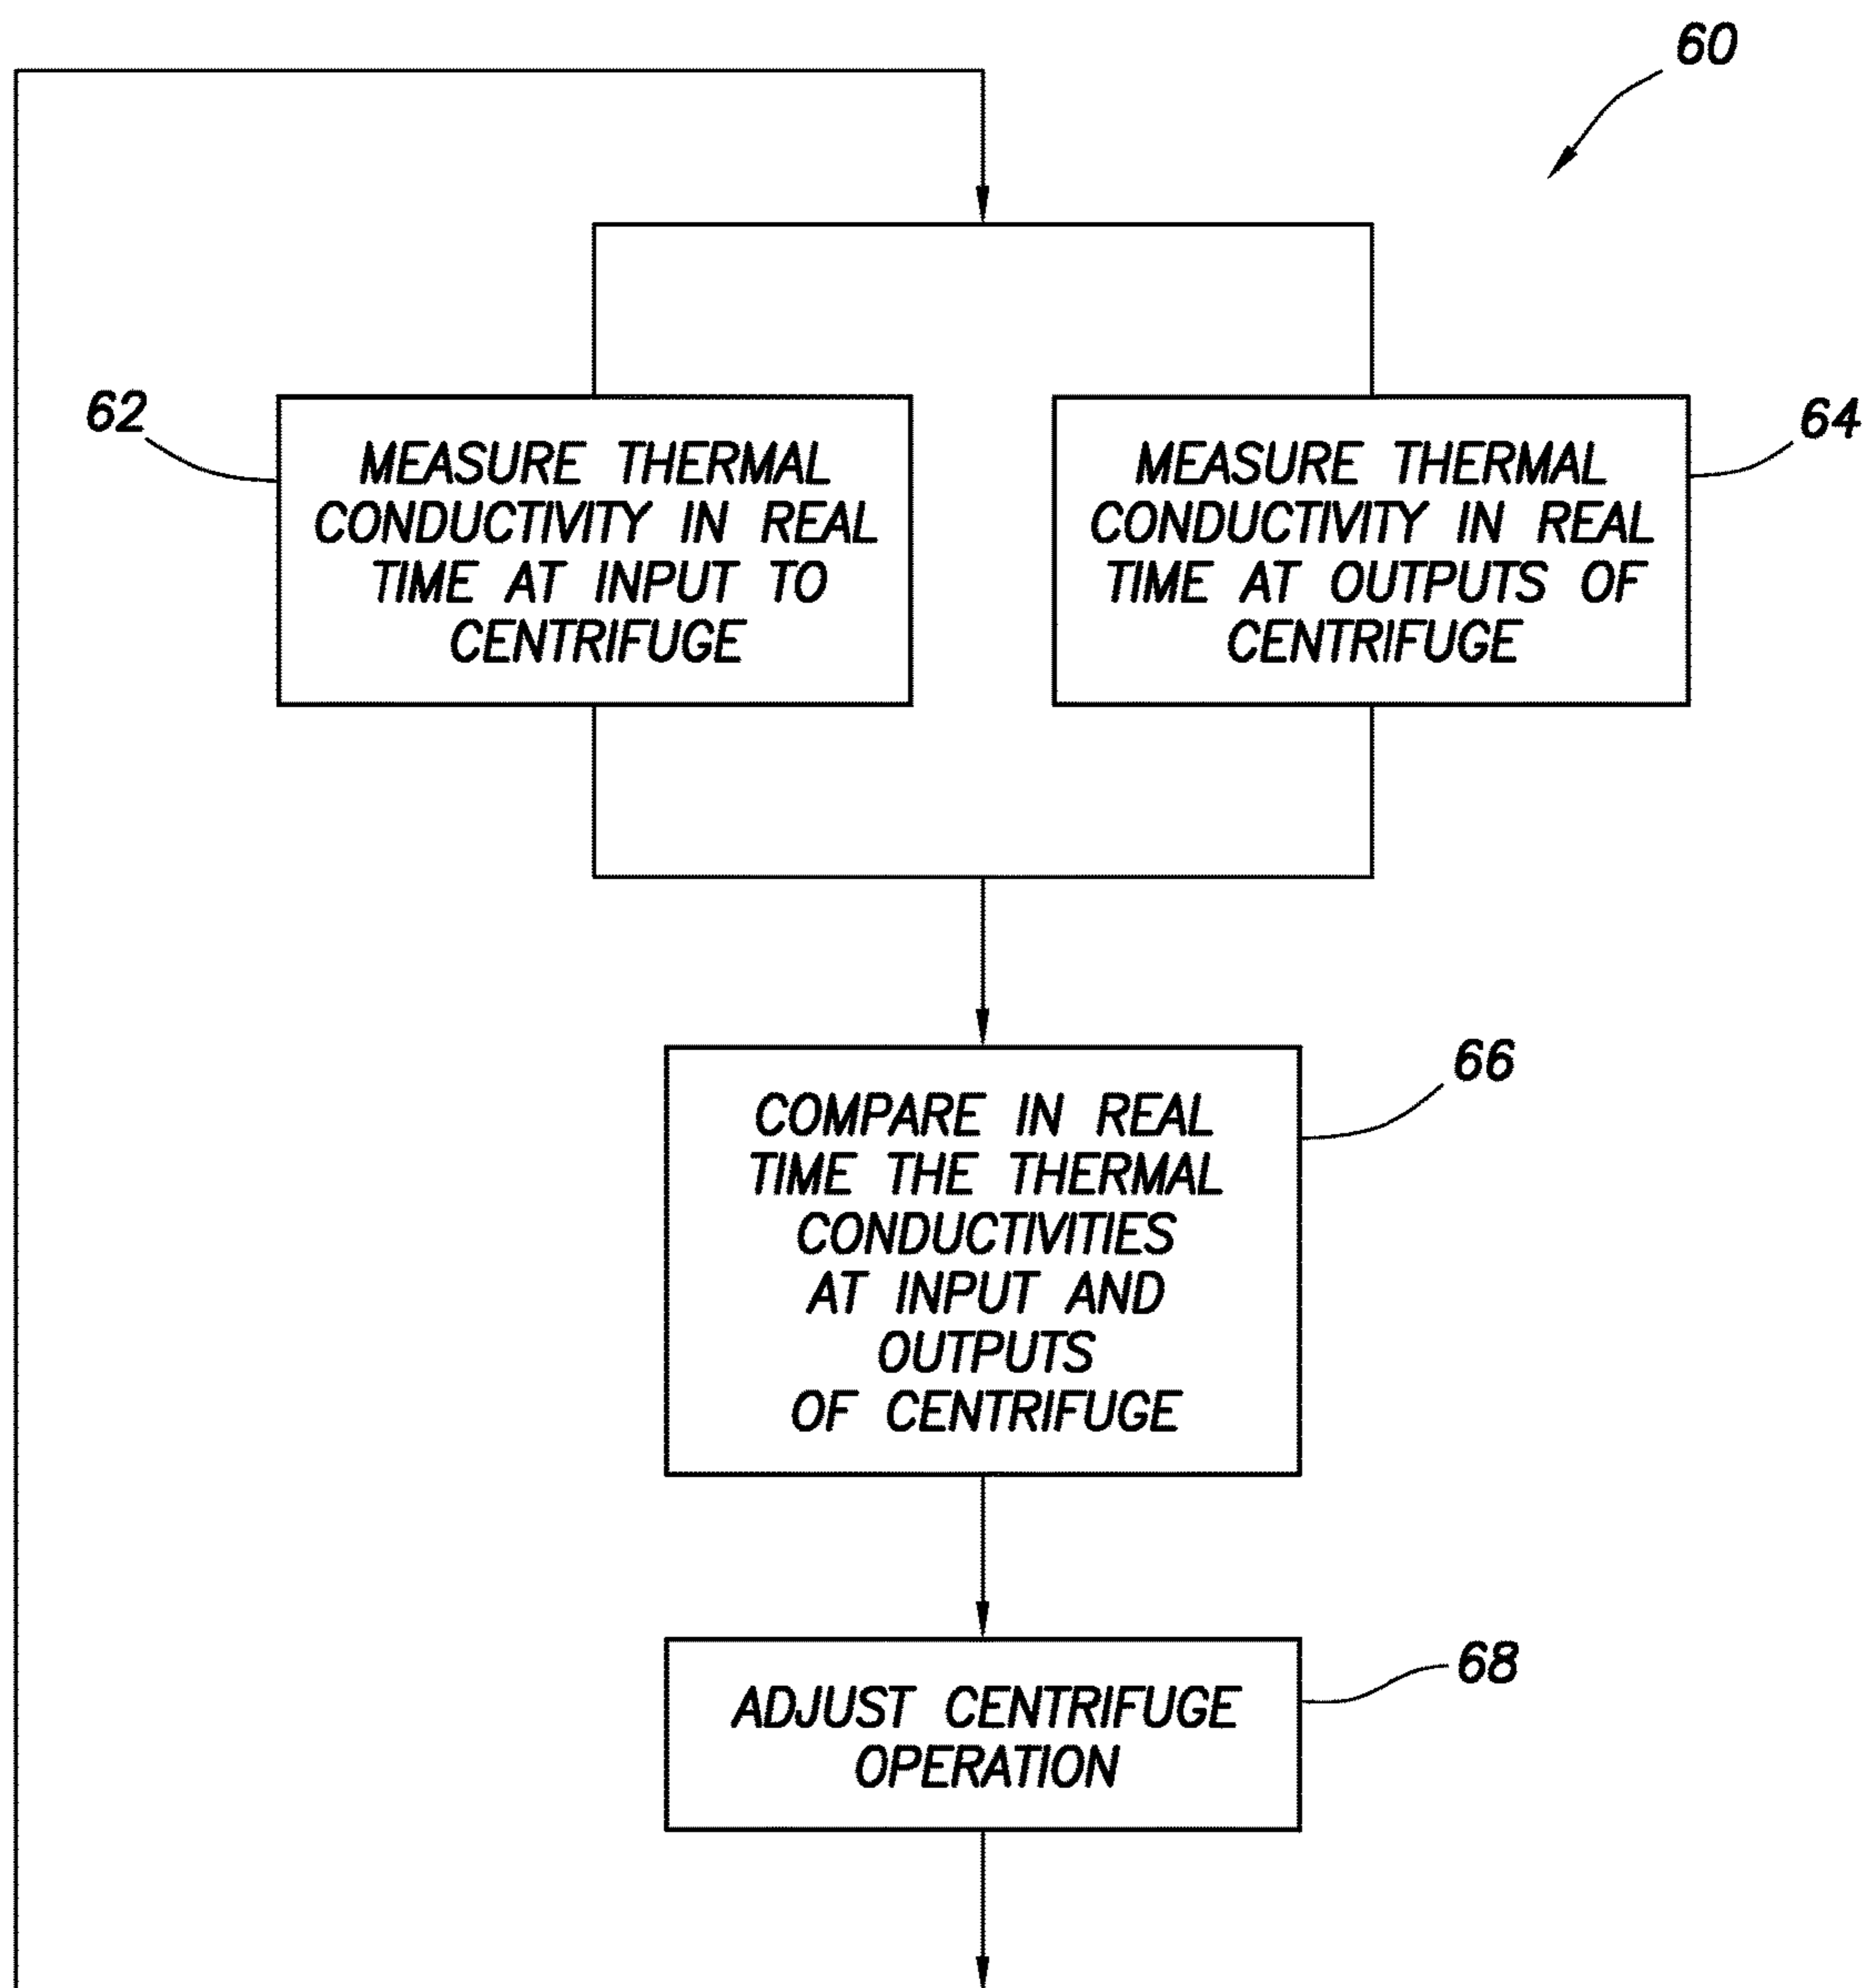 60
62
MEASURE THERMAL
CONDUCTIVITY IN REAL
TIME AT INPUT TO
CENTRIFUGE
64
MEASURE THERMAL
CONDUCTIVITY IN REAL
TIME AT OUTPUTS OF
CENTRIFUGE
66
COMPARE IN REAL
TIME THE THERMAL
CONDUCTIVITIES
AT INPUT AND
OUTPUTS
OF CENTRIFUGE
68
ADJUST CENTRIFUGE
OPERATION